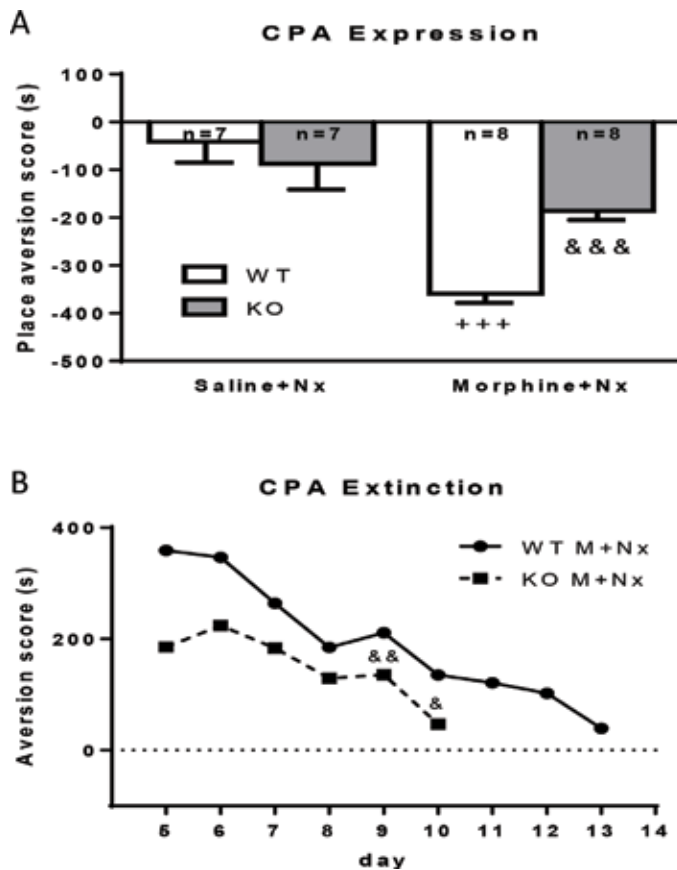 A
CPA Expression
Place aversion score (s)
100
0
-100
-200
-300
-400
-500
n=7
n=7
n=8
n=8
WT
KO
+++
&&&
Saline+Nx
Morphine+Nx
B
CPA Extinction
Aversion score (s)
400
200
0
WT M+Nx
KO M+Nx
&&
&
5 6 7 8 9 10 11 12 13 14
day